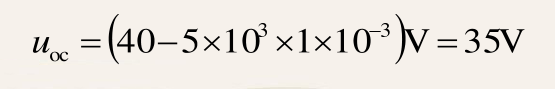 u_oc = (40−5×10³×1×10⁻³)V = 35V